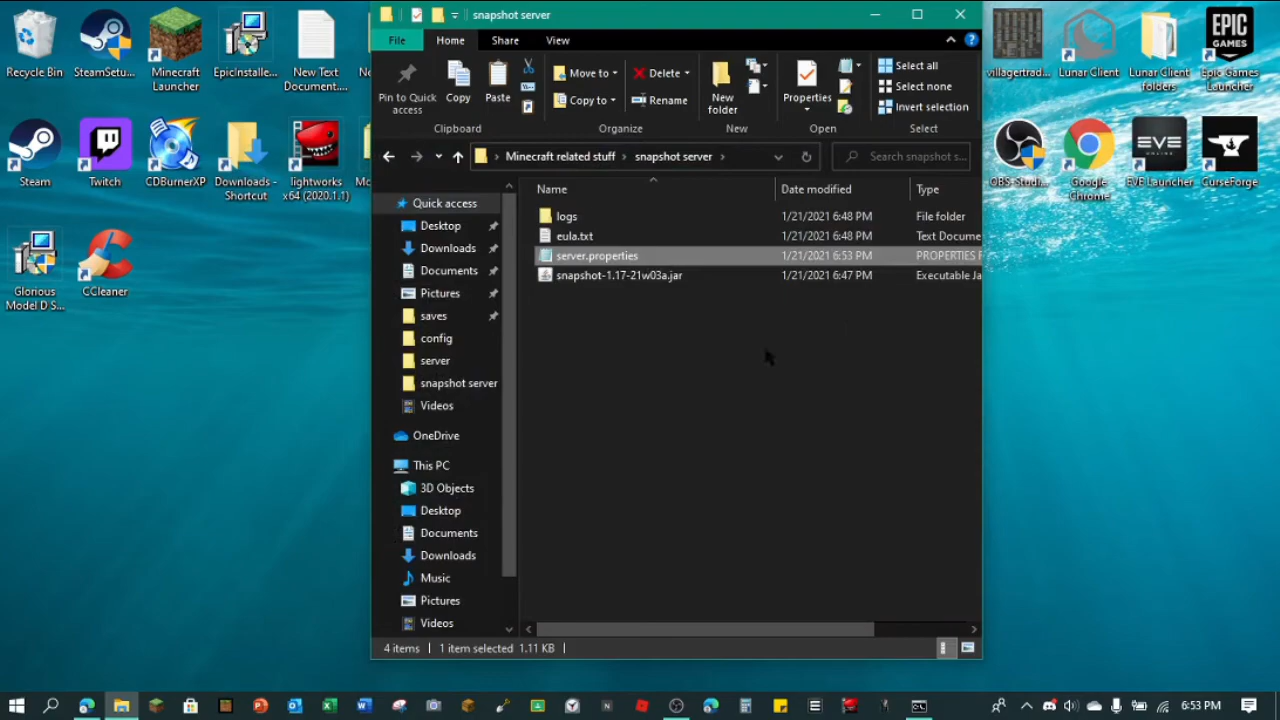 snapshot server
File
Home
Share
View
Pin to Quick access
Copy
Paste
Clipboard
Move to
Copy to
Delete
Rename
Organize
New folder
New
Properties
Open
Select all
Select none
Invert selection
Select
Minecraft related stuff
snapshot serve
Search snapshot s...
Name
Date modified
Type
logs
1/21/2021 6:48 PM
File folder
eula.txt
1/21/2021 6:48 PM
Text Docume
server.properties
1/21/2021 6:53 PM
PROPERTIES F
snapshot-1.17-21w03a.jar
1/21/2021 6:47 PM
Executable Ja
Quick access
Desktop
Downloads
Documents
Pictures
saves
config
server
snapshot server
Videos
OneDrive
This PC
3D Objects
Desktop
Documents
Downloads
Music
Pictures
Videos
4 items
1 item selected 1.11 KB
Recycle Bin
SteamSetu...
Minecraft Launcher
EpicInstalle...
New Text Document....
Steam
Twitch
CDBurnerXP
Downloads - Shortcut
lightworks x64 (2020.1.1)
Glorious Model D S...
CCleaner
villagertrad...
Lunar Client
Lunar Client folders
EPIC GAMES
Epic Games Launcher
OBS Studi...
Google Chrome
EVE ONLINE
EVE Launcher
CurseForge
6:53 PM